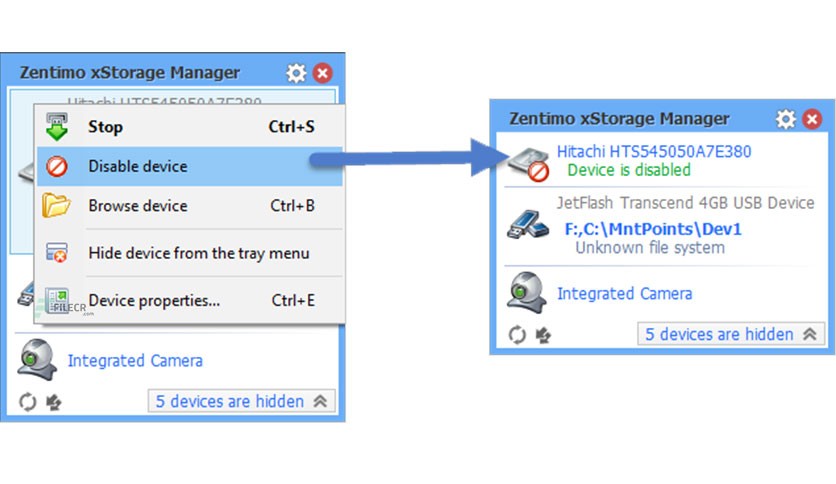 Zentimo xStorage Manager
Hitachi HTS545050A7E380
Stop Ctrl+S
Disable device
Browse device Ctrl+B
Hide device from the tray menu
Device properties... Ctrl+E
FILECR
.com
Integrated Camera
5 devices are hidden
Zentimo xStorage Manager
Hitachi HTS545050A7E380
Device is disabled
JetFlash Transcend 4GB USB Device
F:,C:\MntPoints\Dev1
Unknown file system
Integrated Camera
5 devices are hidden